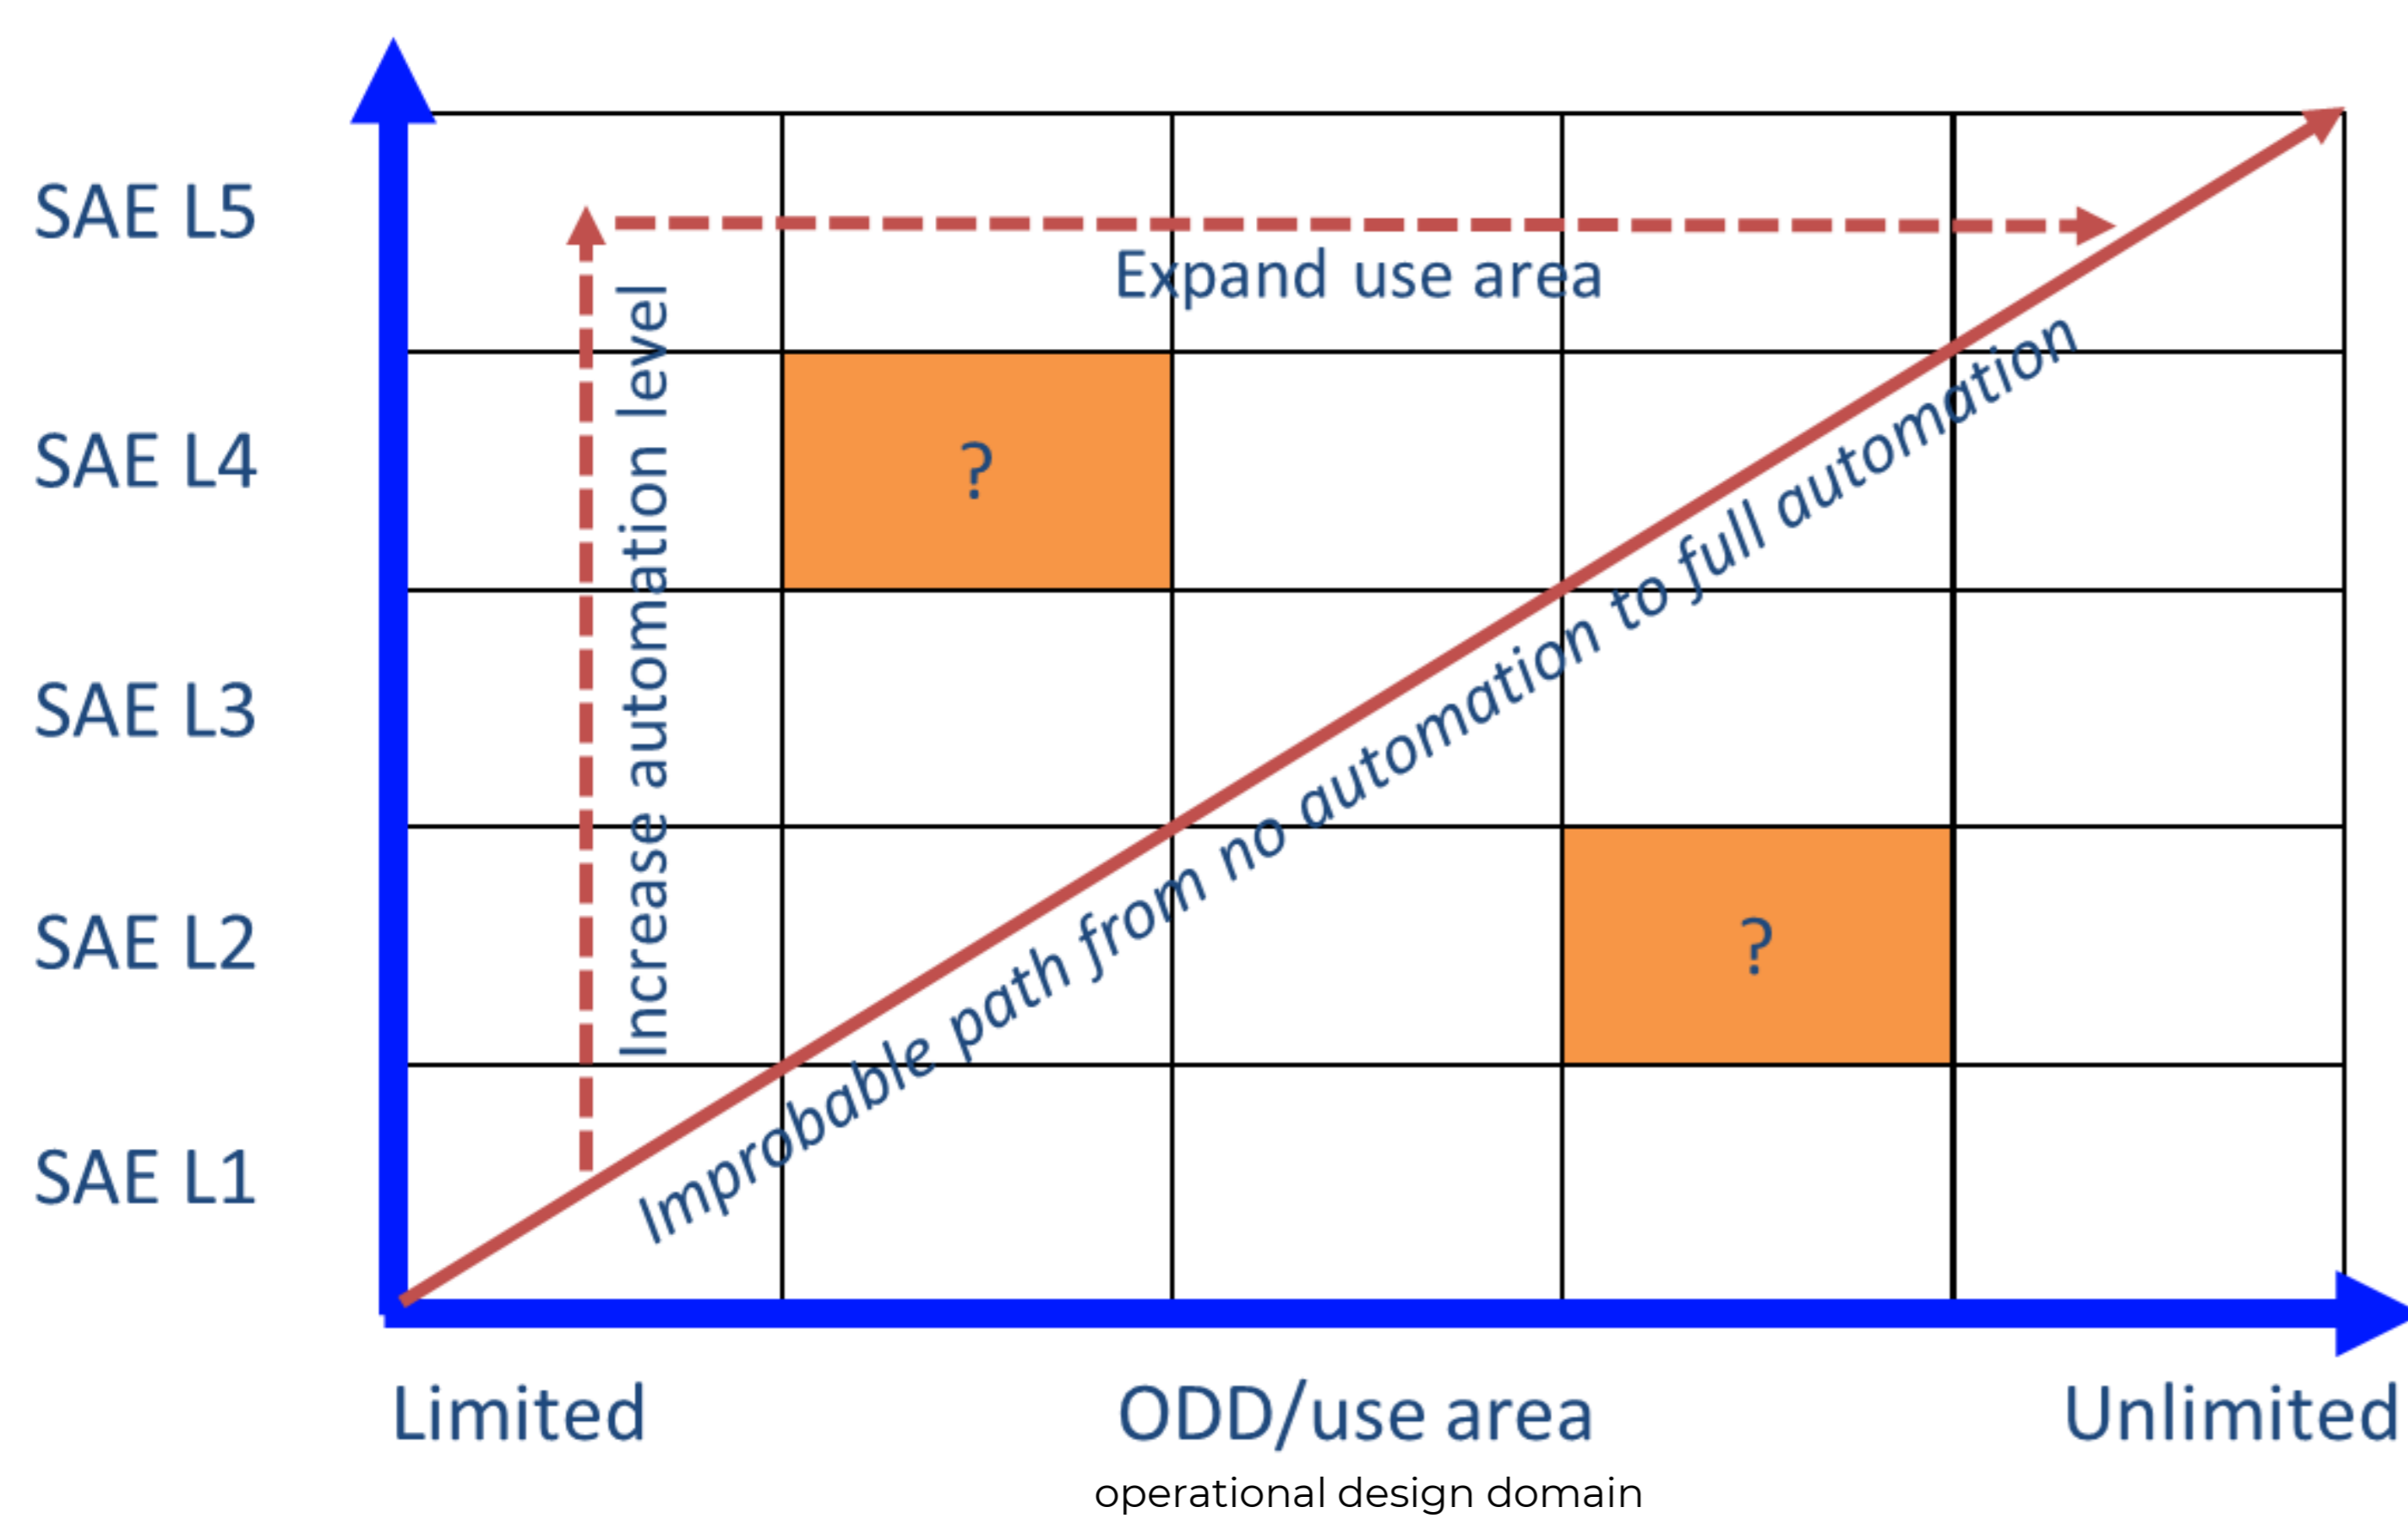 SAE L5
Expand use area
Increase automation level
SAE L4
?
Improbable path from no automation to full automation
SAE L3
SAE L2
?
SAE L1
Limited
ODD/use area
Unlimited
operational design domain